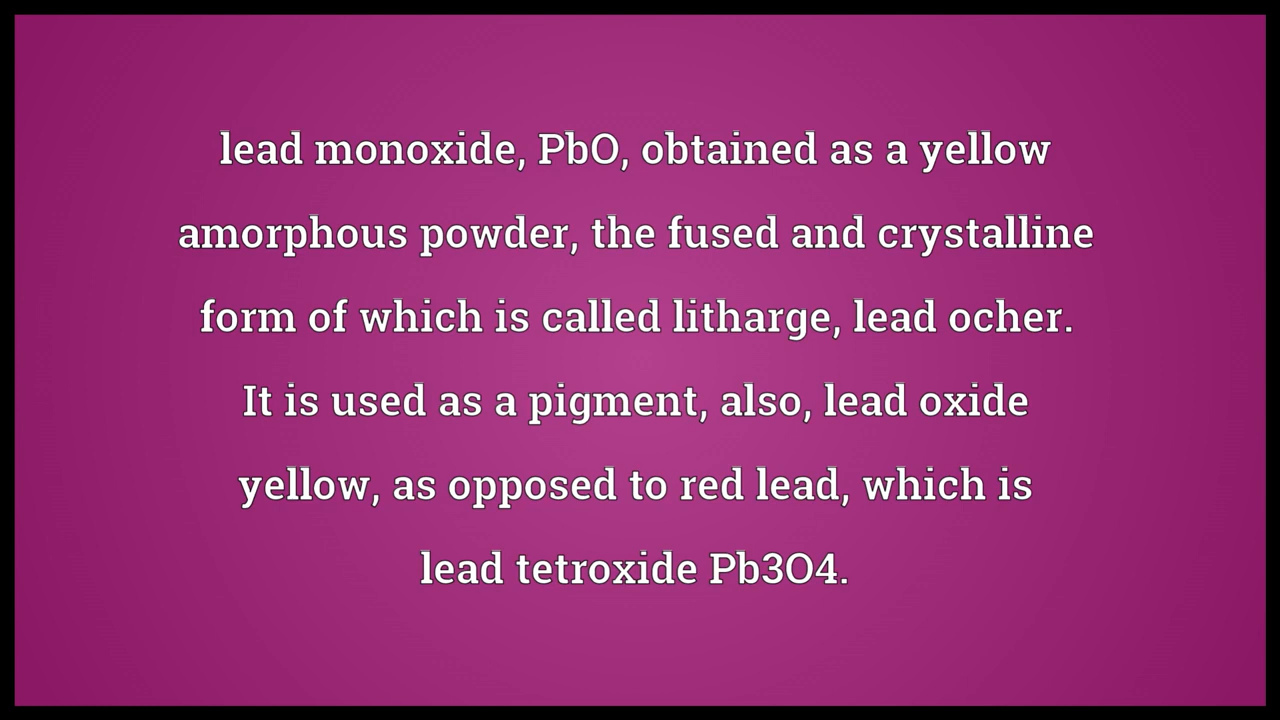 lead monoxide, PbO, obtained as a yellow
amorphous powder, the fused and crystalline
form of which is called litharge, lead ocher.
It is used as a pigment, also, lead oxide
yellow, as opposed to red lead, which is
lead tetroxide Pb3O4.